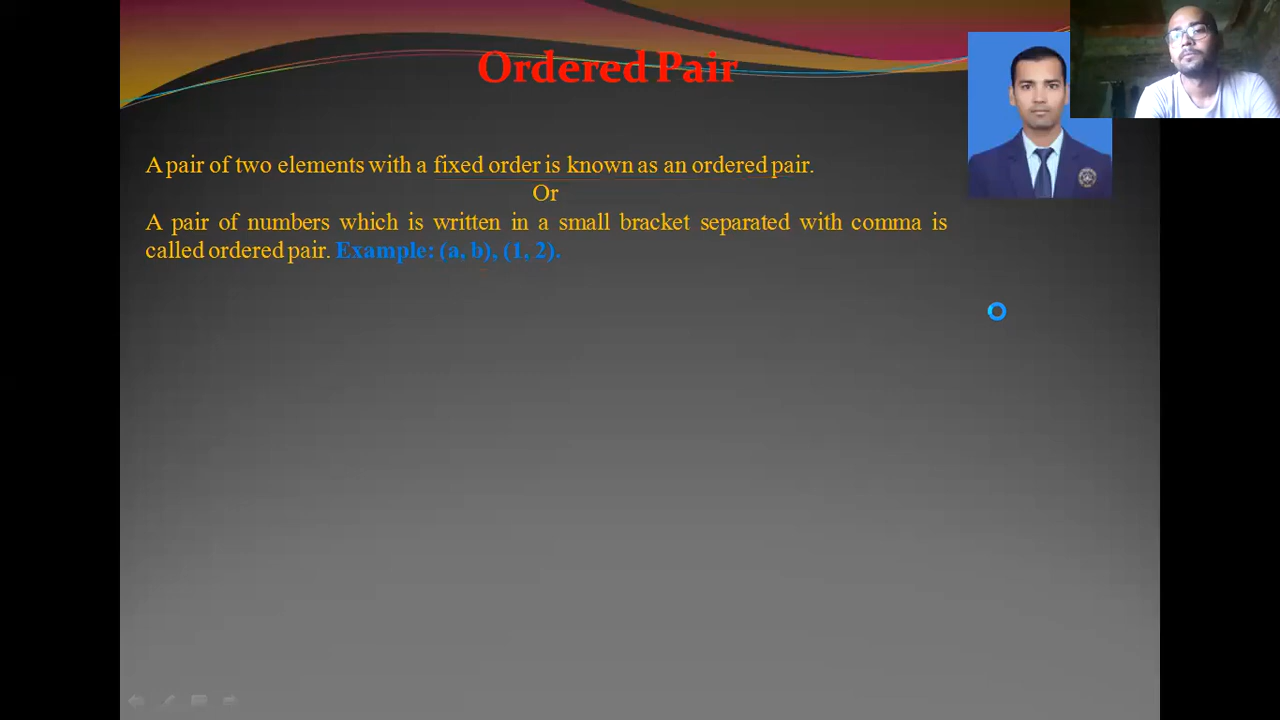 Ordered Pair
A pair of two elements with a fixed order is known as an ordered pair.
Or
A pair of numbers which is written in a small bracket separated with comma is
called ordered pair. Example: (a, b), (1, 2).